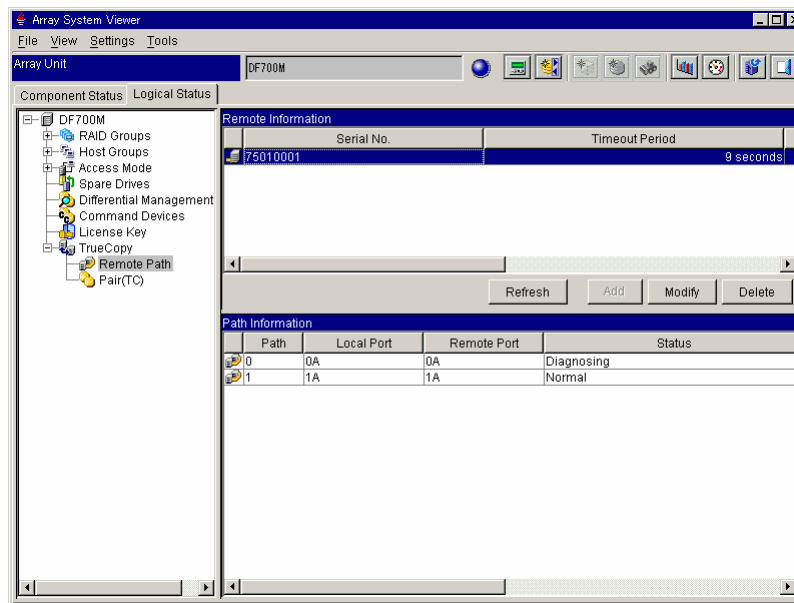 Array System Viewer
File View Settings Tools
Array Unit
DF700M
Component Status Logical Status
DF700M
RAID Groups
Host Groups
Access Mode
Spare Drives
Differential Management
Command Devices
License Key
TrueCopy
Remote Path
Pair(TC)
Remote Information
Serial No. Timeout Period
75010001 9 seconds
Refresh Add Modify Delete
Path Information
Path Local Port Remote Port Status
0 0A 0A Diagnosing
1 1A 1A Normal